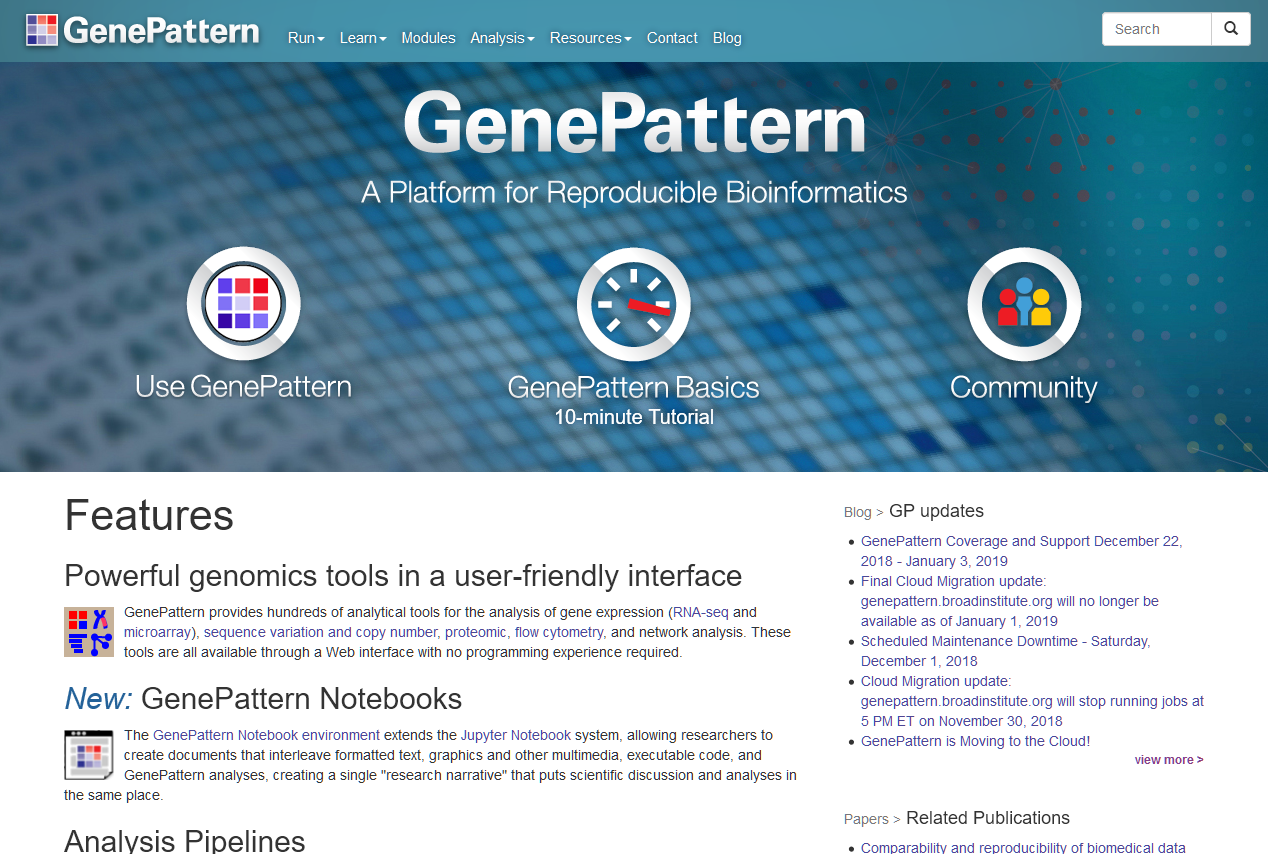 GenePattern
Run
Learn
Modules
Analysis
Resources
Contact
Blog
Search
GenePattern
A Platform for Reproducible Bioinformatics
Use GenePattern
GenePattern Basics
10-minute Tutorial
Community
Features
Powerful genomics tools in a user-friendly interface
GenePattern provides hundreds of analytical tools for the analysis of gene expression (RNA-seq and
microarray), sequence variation and copy number, proteomic, flow cytometry, and network analysis. These
tools are all available through a Web interface with no programming experience required.
New: GenePattern Notebooks
The GenePattern Notebook environment extends the Jupyter Notebook system, allowing researchers to
create documents that interleave formatted text, graphics and other multimedia, executable code, and
GenePattern analyses, creating a single "research narrative" that puts scientific discussion and analyses in
the same place.
Analysis Pipelines
Blog > GP updates
GenePattern Coverage and Support December 22,
2018 - January 3, 2019
Final Cloud Migration update:
genepattern.broadinstitute.org will no longer be
available as of January 1, 2019
Scheduled Maintenance Downtime - Saturday,
December 1, 2018
Cloud Migration update:
genepattern.broadinstitute.org will stop running jobs at
5 PM ET on November 30, 2018
GenePattern is Moving to the Cloud!
view more >
Papers > Related Publications
Comparability and reproducibility of biomedical data